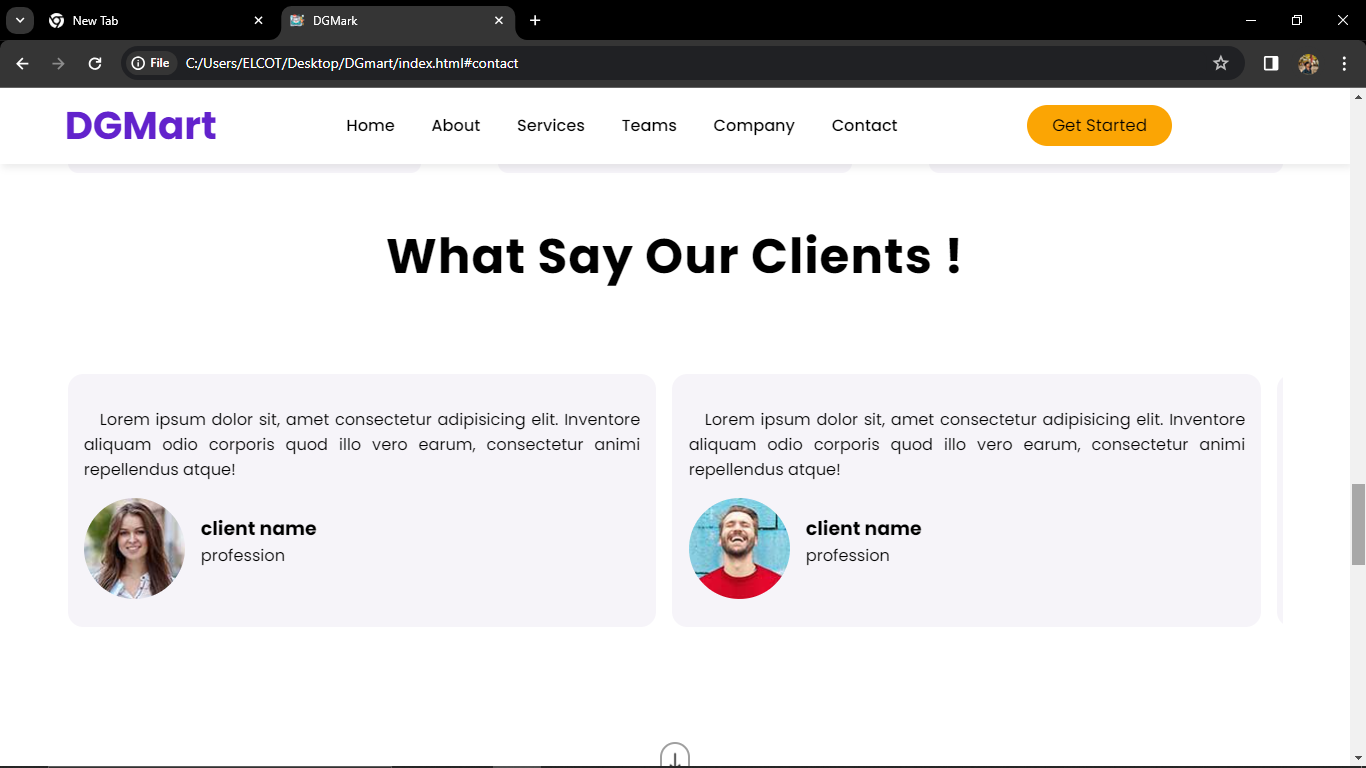 New Tab
DGMark
File
C:/Users/ELCOT/Desktop/DGmart/index.html#contact
DGMart
Home About Services Teams Company Contact
Get Started
What Say Our Clients !
Lorem ipsum dolor sit, amet consectetur adipisicing elit. Inventore
aliquam odio corporis quod illo vero earum, consectetur animi
repellendus atque!
client name
profession
Lorem ipsum dolor sit, amet consectetur adipisicing elit. Inventore
aliquam odio corporis quod illo vero earum, consectetur animi
repellendus atque!
client name
profession